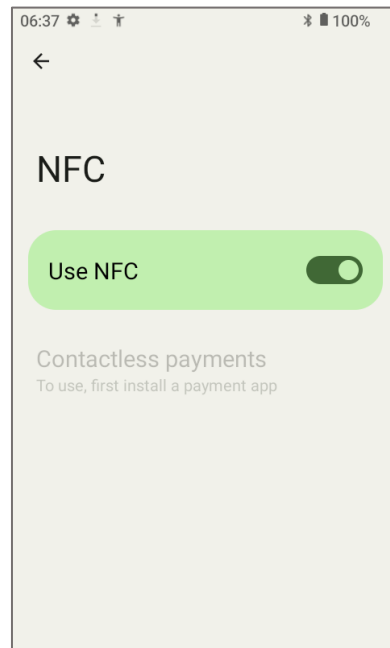 06:37 100%
NFC
Use NFC
Contactless payments
To use, first install a payment app